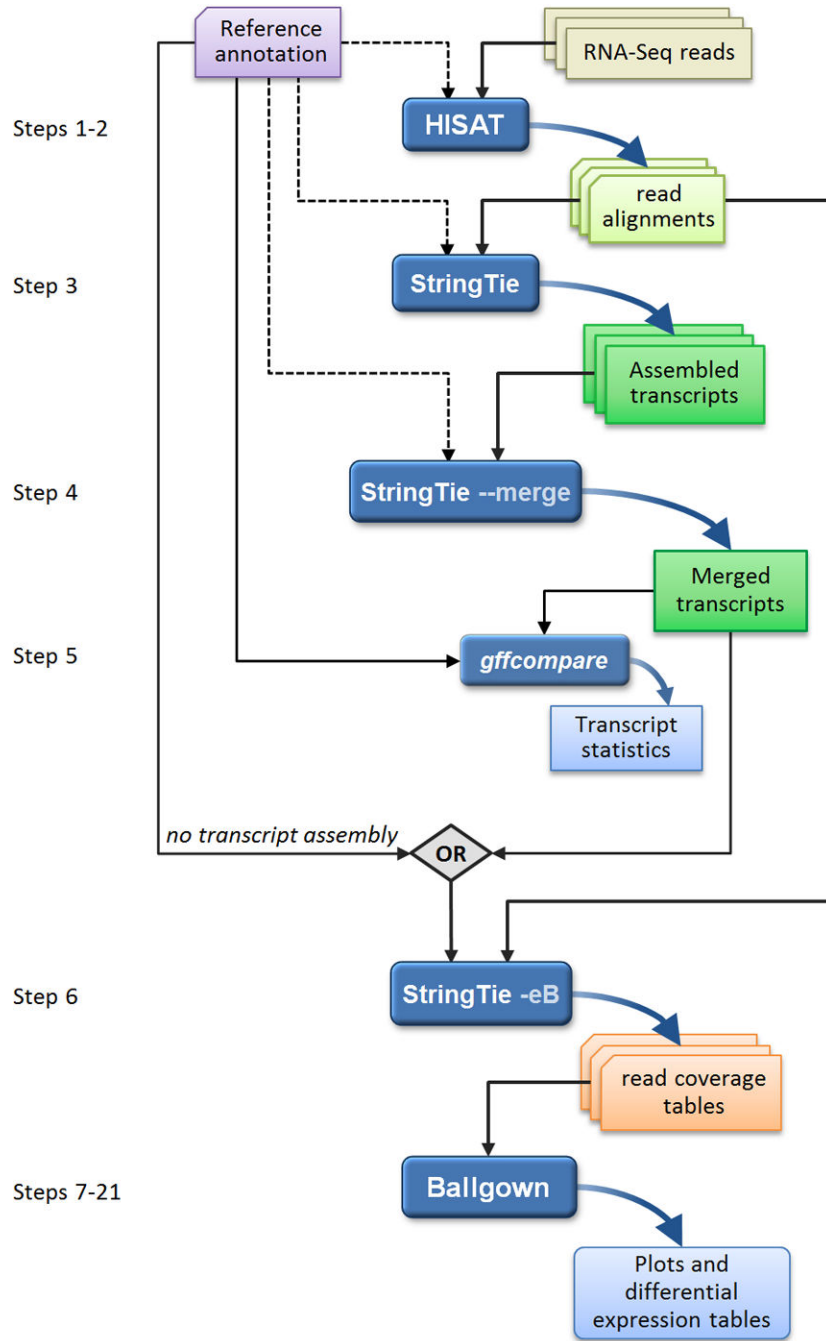 Reference
annotation
RNA-Seq reads
Steps 1-2
HISAT
read
alignments
Step 3
StringTie
Assembled
transcripts
Step 4
StringTie --merge
Merged
transcripts
Step 5
gffcompare
Transcript
statistics
no transcript assembly
OR
Step 6
StringTie -eB
read coverage
tables
Steps 7-21
Ballgown
Plots and
differential
expression tables